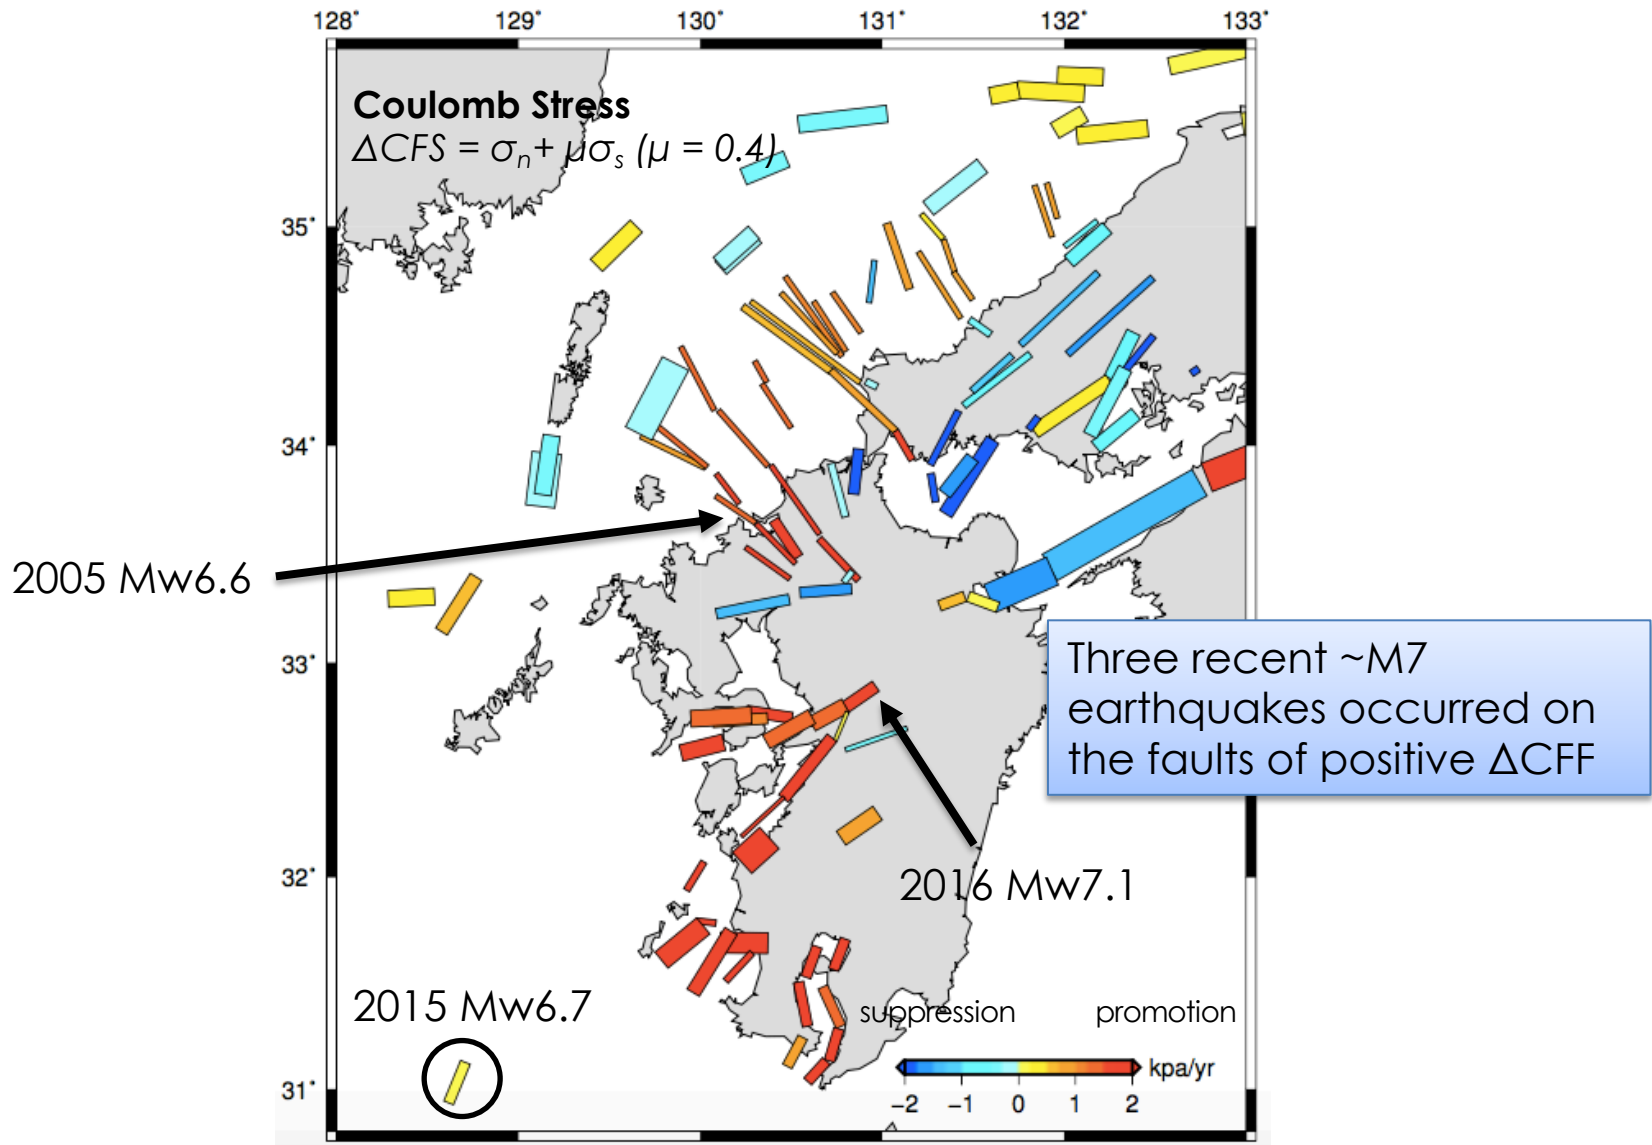 128° 129° 130° 131° 132° 133°
Coulomb Stress
ΔCFS = σn+ μσs (μ = 0.4)
35°
34°
2005 Mw6.6
33°
Three recent ~M7
earthquakes occurred on
the faults of positive ΔCFF
32°
2016 Mw7.1
2015 Mw6.7
suppression promotion
kpa/yr
31°
−2 −1 0 1 2